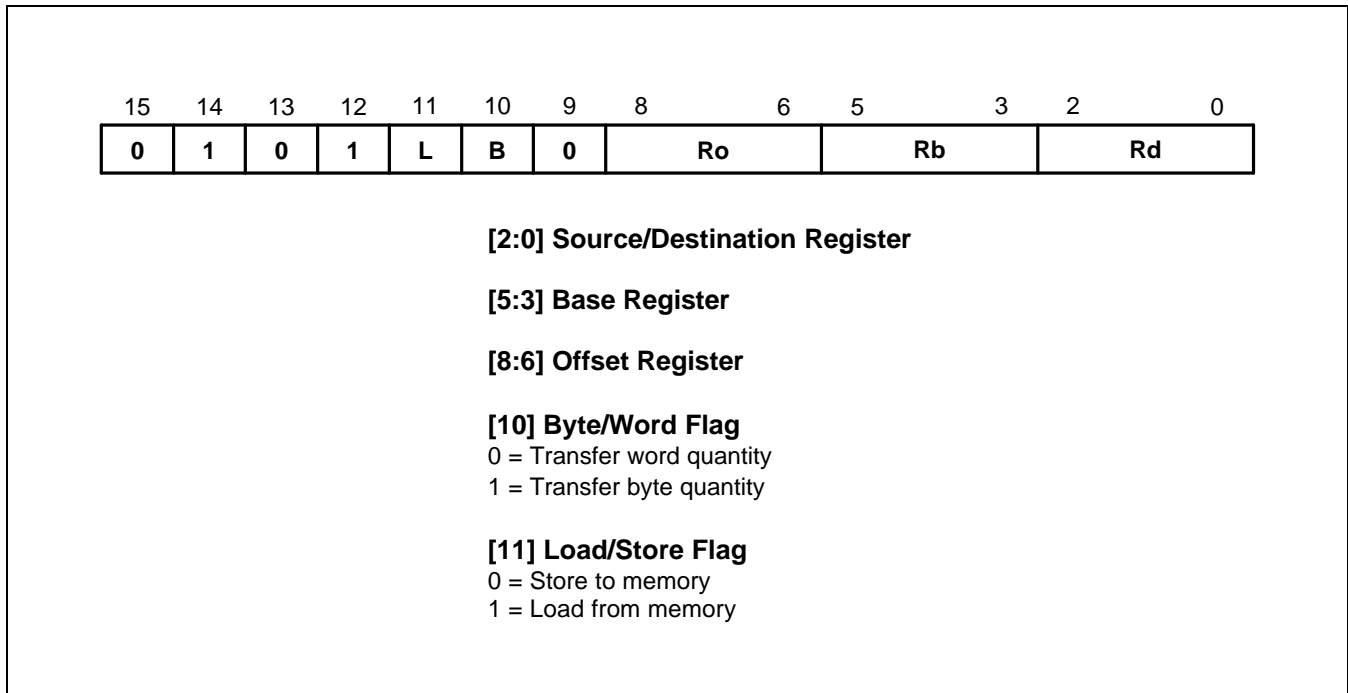 15 14 13 12 11 10 9 8 6 5 3 2 0
0 1 0 1 L B 0 Ro Rb Rd
[2:0] Source/Destination Register
[5:3] Base Register
[8:6] Offset Register
[10] Byte/Word Flag
0 = Transfer word quantity
1 = Transfer byte quantity
[11] Load/Store Flag
0 = Store to memory
1 = Load from memory